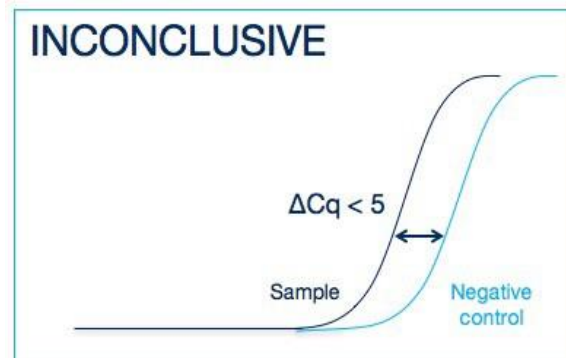 INCONCLUSIVE
ΔCq < 5
Sample
Negative
control